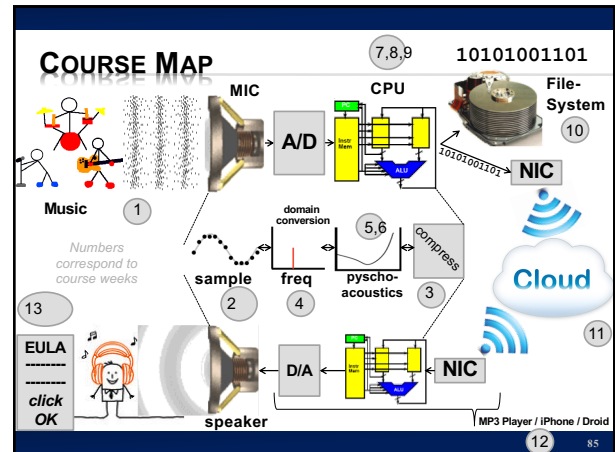 COURSE MAP
7,8,9
10101001101
MIC
CPU
File-
System
10
A/D
PC
Instr
Mem
ALU
10101001101
NIC
Music
1
Numbers
correspond to
course weeks
domain
conversion
5,6
compress
sample
freq
pyscho-
acoustics
2
4
3
Cloud
11
13
EULA
--------
--------
click
OK
D/A
PC
Instr
Mem
ALU
NIC
speaker
MP3 Player / iPhone / Droid
12
85